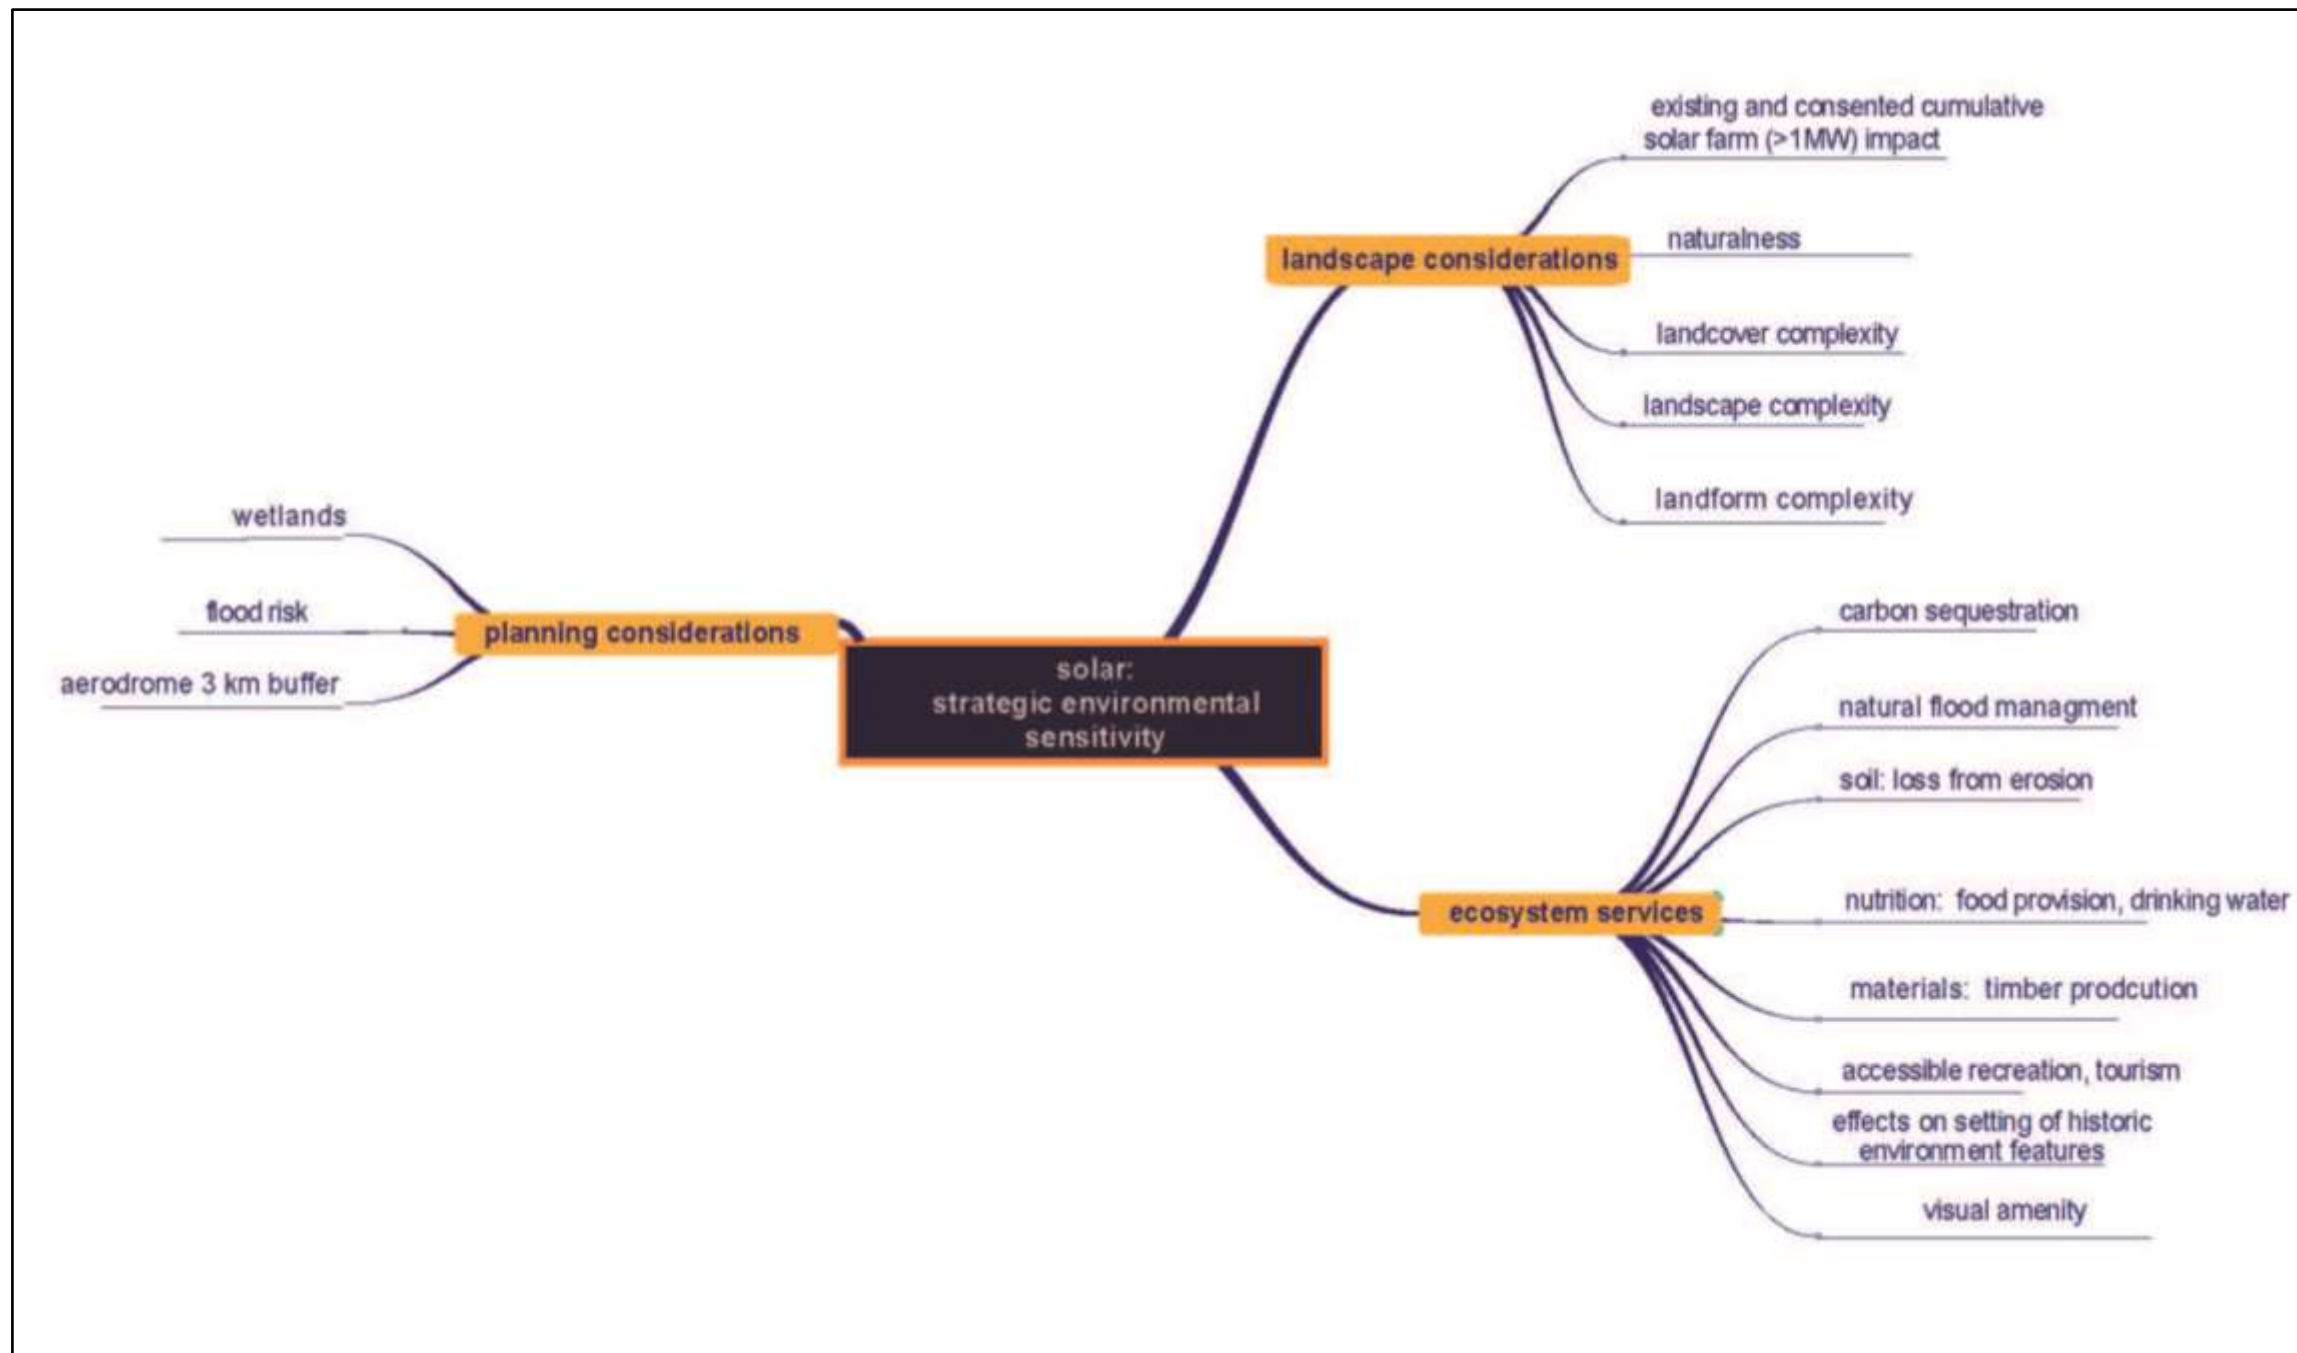 existing and consented cumulative
solar farm (>1MW) impact
landscape considerations
naturalness
landcover complexity
landscape complexity
landform complexity
wetlands
flood risk
aerodrome 3 km buffer
planning considerations
solar:
strategic environmental
sensitivity
ecosystem services
carbon sequestration
natural flood managment
soil: loss from erosion
nutrition: food provision, drinking water
materials: timber prodcution
accessible recreation, tourism
effects on setting of historic
environment features
visual amenity